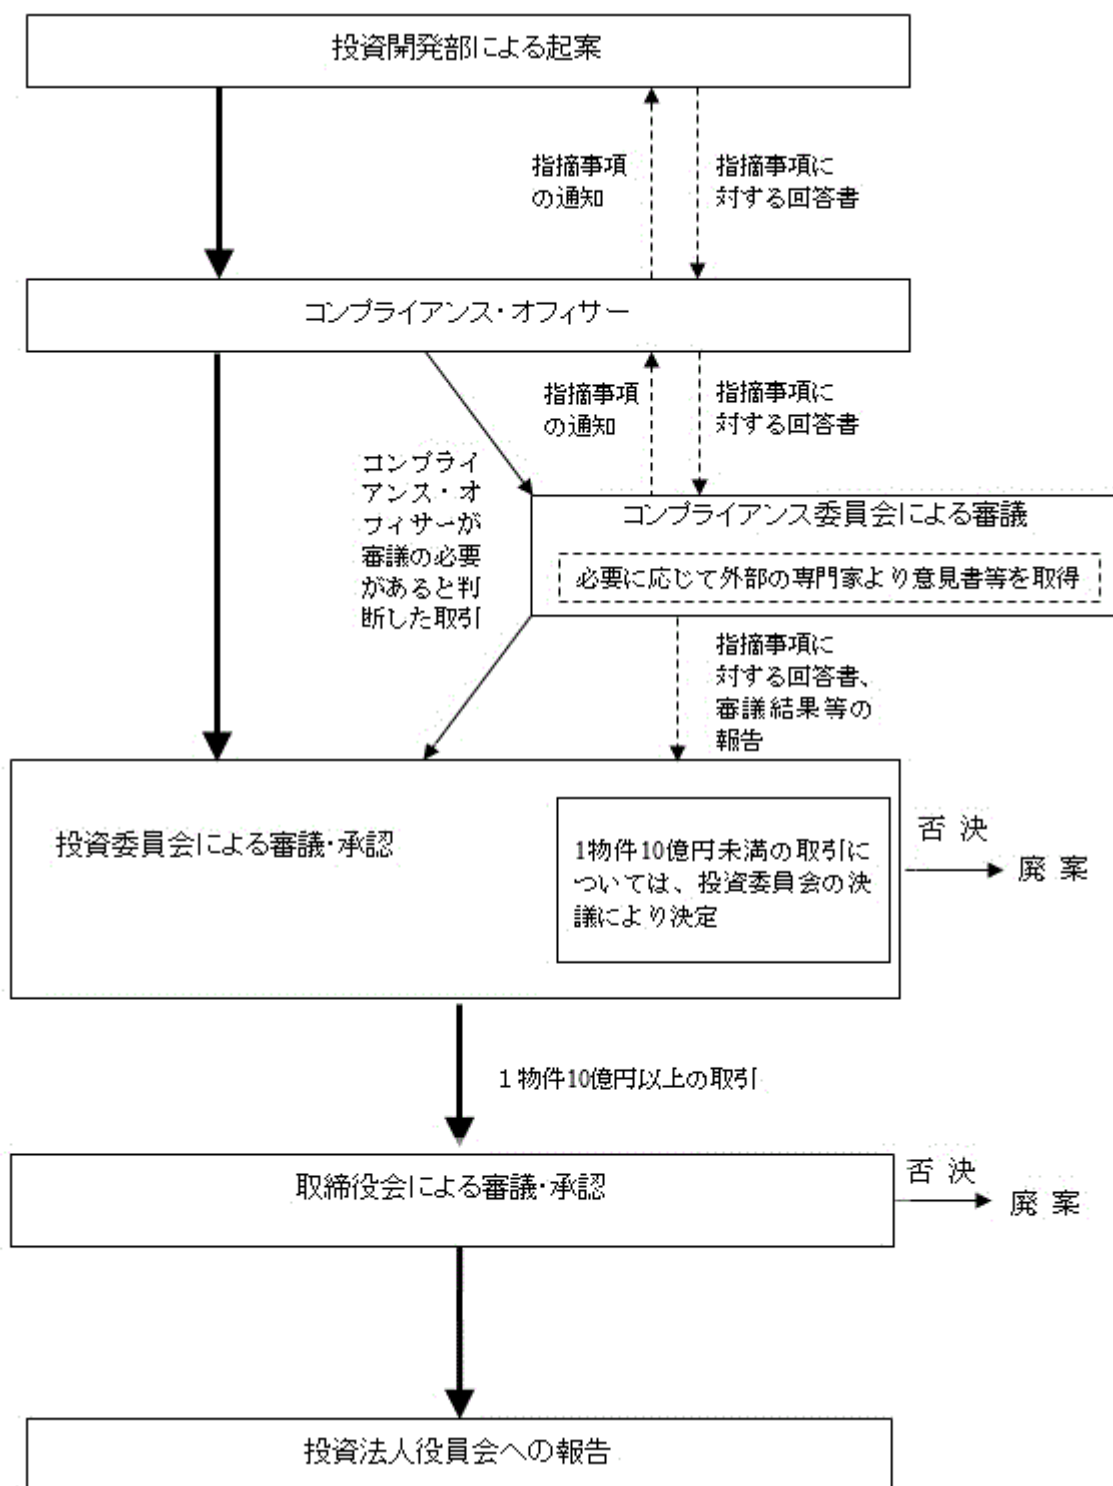 投資開発部による起案
指摘事項
の通知
指摘事項に
対する回答書
コンプライアンス・オフィサー
指摘事項
の通知
指摘事項に
対する回答書
コンプライ
アンス・オ
フィサーが
審議の必要
があると判
断した取引
コンプライアンス委員会による審議
必要に応じて外部の専門家より意見書等を取得
指摘事項に
対する回答書、
審議結果等の
報告
投資委員会による審議・承認
1物件10億円未満の取引に
ついては、投資委員会の決
議により決定
否決
廃案
1物件10億円以上の取引
取締役会による審議・承認
否決
廃案
投資法人役員会への報告